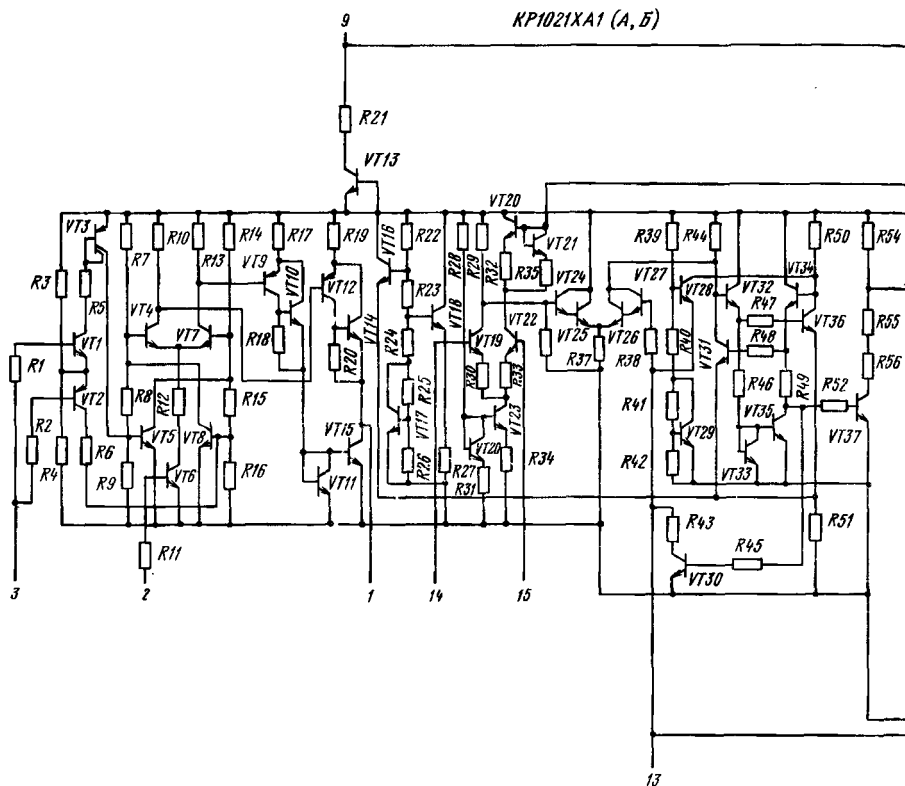 9
КР1021ХА1 (А, Б)
R21
VT13
VT3
R7
R10
R13
R14
R17
VT9
VT10
R19
VT12
VT16
R22
R23
R28
R29
VT20
VT21
R32
R35
VT24
VT27
R39
R44
VT28
VT32
VT34
R50
R54
R3
R5
VT4
VT7
R18
VT14
R20
R24
VT18
VT19
VT22
VT25
VT26
R37
R38
R40
VT31
R47
R48
VT36
R55
R56
VT1
R1
R8
R12
R15
R25
R30
R33
R41
R46
R49
R52
VT2
R2
R4
R6
VT5
VT8
VT6
R9
R16
VT15
VT11
VT17
R26
R27
VT20
VT23
R31
R34
VT29
R42
VT35
VT33
VT37
R11
R43
R45
VT30
R51
3
2
1
14
15
13